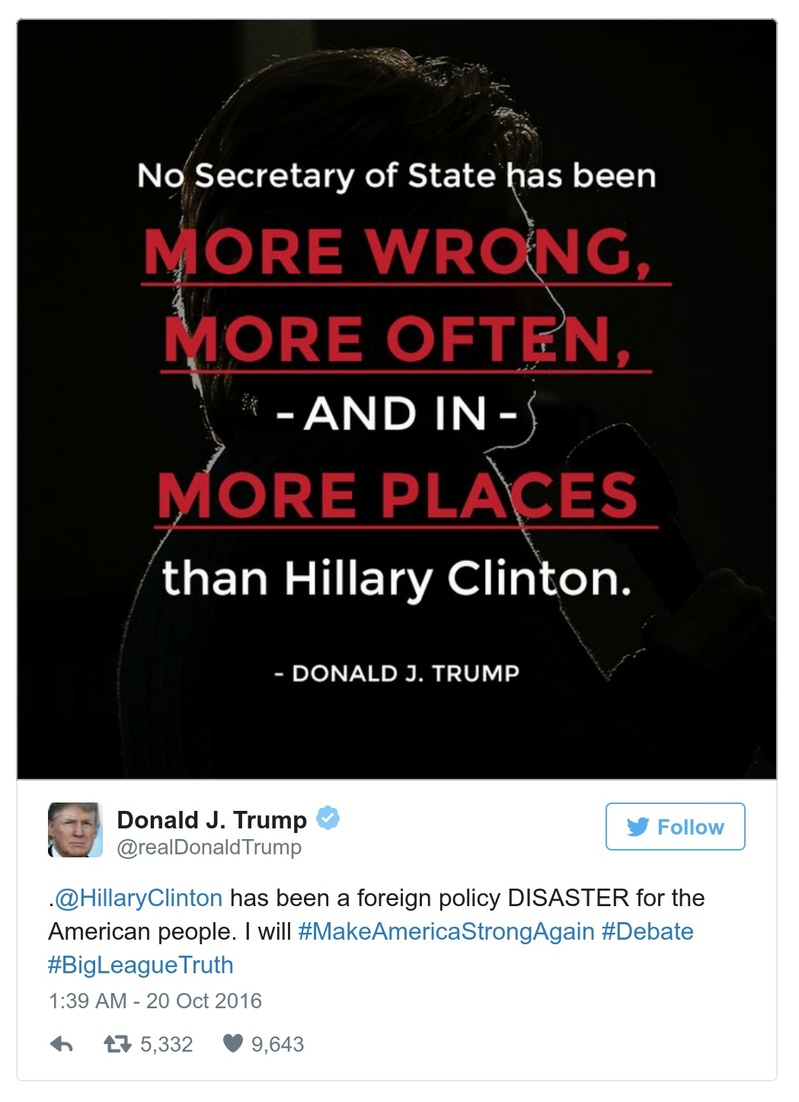 No Secretary of State has been
MORE WRONG,
MORE OFTEN,
- AND IN -
MORE PLACES
than Hillary Clinton.
- DONALD J. TRUMP
Donald J. Trump
@realDonaldTrump
Follow
.@HillaryClinton has been a foreign policy DISASTER for the
American people. I will #MakeAmericaStrongAgain #Debate
#BigLeagueTruth
1:39 AM - 20 Oct 2016
5,332 9,643